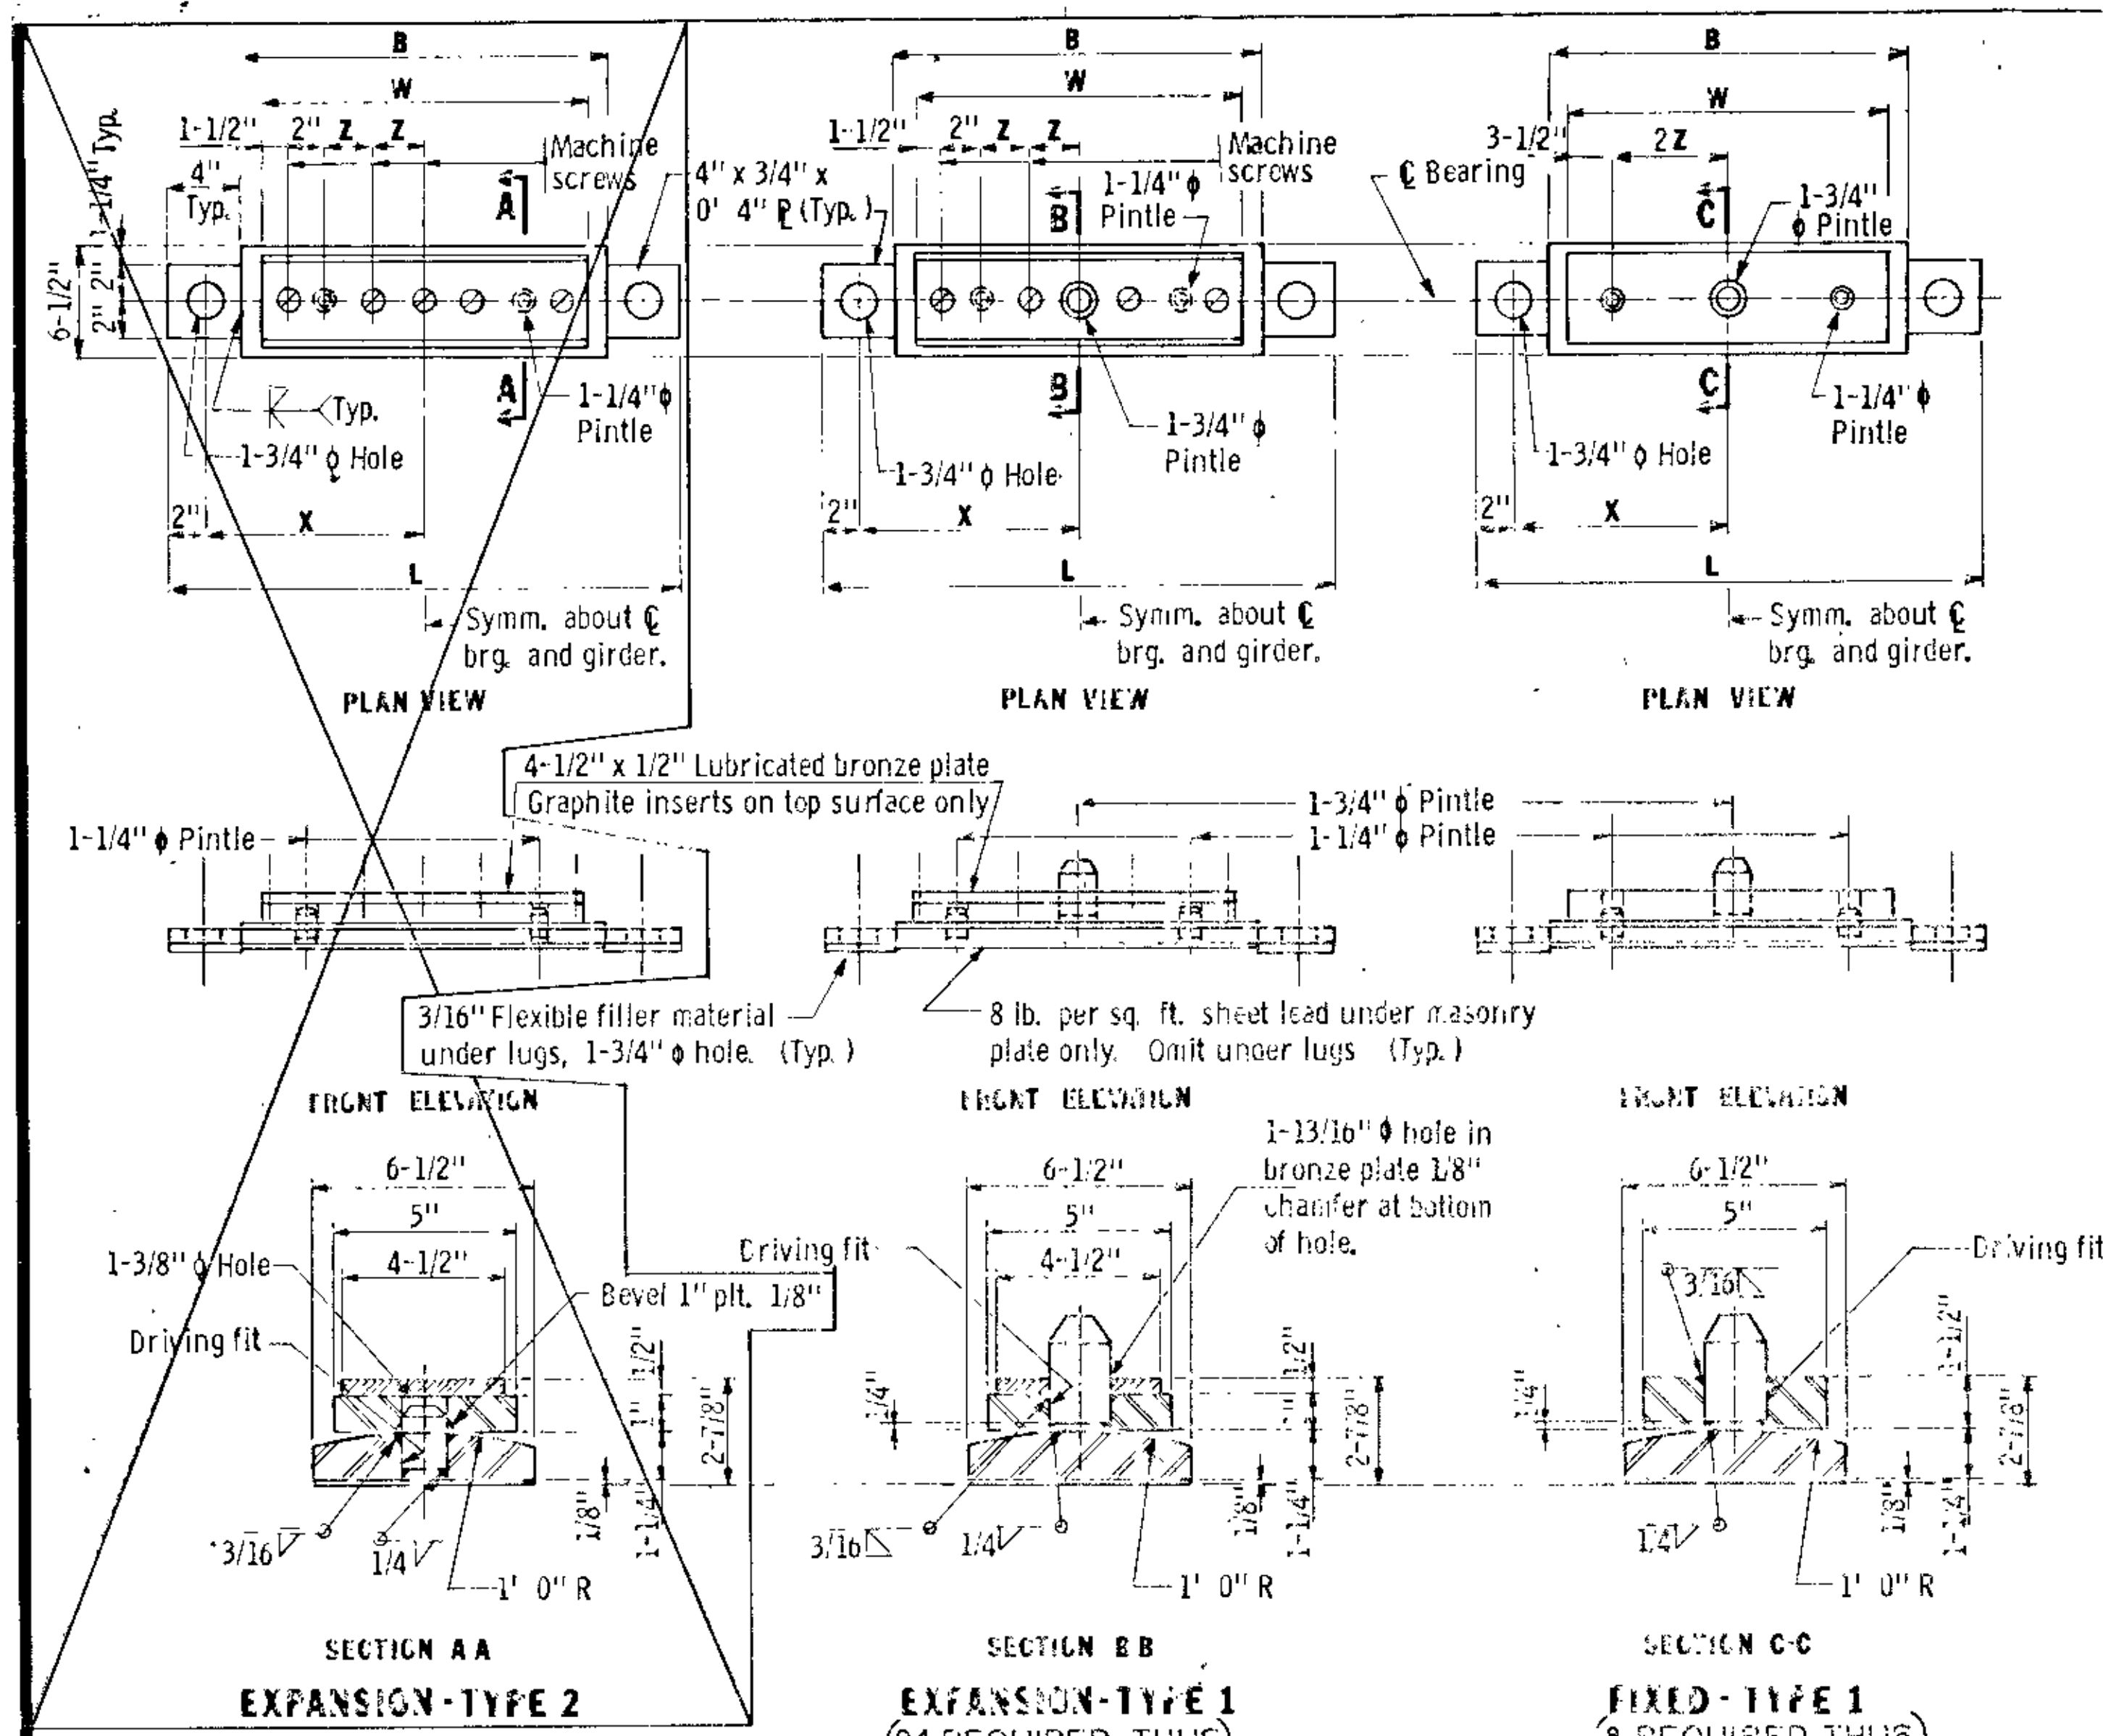 B
W
1-1/2" 2" Z Z
Machine
screws
4"
Typ.
1-1/4" Typ.
6-1/2"
2" 2"
A
A
4" x 3/4" x
0' 4" ℙ (Typ.)
Typ.
1-3/4" ϕ Hole
1-1/4" ϕ
Pintle
2" X
L
Symm. about ℄
brg. and girder.
PLAN VIEW
B
W
1-1/2" 2" Z Z
Machine
screws
1-1/4" ϕ
Pintle
B
B
1-3/4" ϕ
Pintle
1-3/4" ϕ Hole
2" X
L
Symm. about ℄
brg. and girder.
PLAN VIEW
B
W
3-1/2" 2Z
℄ Bearing
C
C
1-3/4"
ϕ Pintle
1-1/4" ϕ
Pintle
1-3/4" ϕ Hole
2" X
L
Symm. about ℄
brg. and girder.
PLAN VIEW
4-1/2" x 1/2" Lubricated bronze plate
Graphite inserts on top surface only
1-1/4" ϕ Pintle
1-3/4" ϕ Pintle
1-1/4" ϕ Pintle
3/16" Flexible filler material
under lugs, 1-3/4" ϕ hole. (Typ.)
8 lb. per sq. ft. sheet lead under masonry
plate only. Omit under lugs (Typ.)
FRONT ELEVATION
FRONT ELEVATION
FRONT ELEVATION
6-1/2"
5"
4-1/2"
1-3/8" ϕ Hole
Driving fit
Bevel 1" plt. 1/8"
1/2"
1"
2-7/8"
1/8"
1-1/4"
3/16
1/4
1' 0" R
SECTION A A
EXPANSION - TYPE 2
1-13/16" ϕ hole in
bronze plate 1/8"
chamfer at bottom
of hole.
6-1/2"
5"
4-1/2"
Driving fit
1/4"
1/2"
1"
2-7/8"
1/8"
1-1/4"
3/16
1/4
1' 0" R
SECTION B B
EXPANSION - TYPE 1
6-1/2"
5"
3/16
Driving fit
1/4"
1-1/2"
2-7/8"
1/8"
1-1/4"
1/4
1' 0" R
SECTION C-C
FIXED - TYPE 1
REQUIRED THUS
REQUIRED THUS